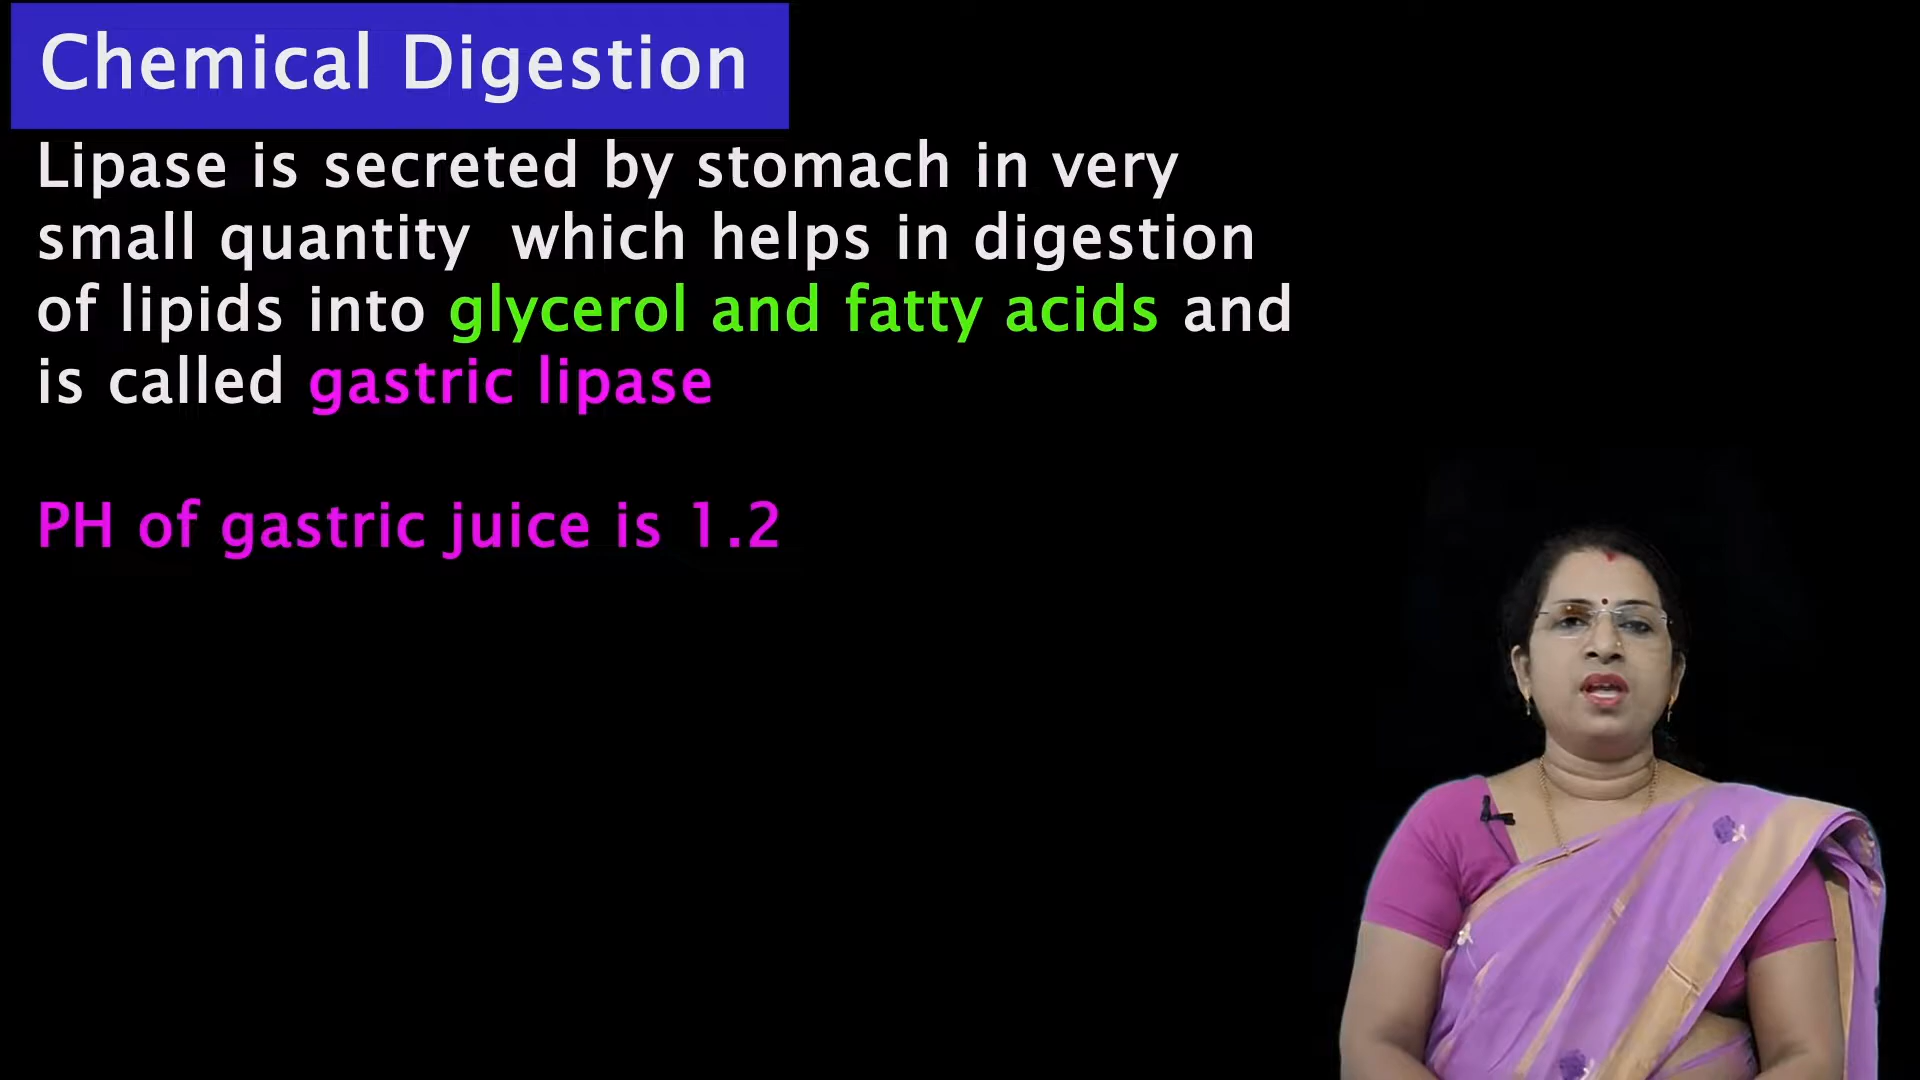 Chemical Digestion
Lipase is secreted by stomach in very
small quantity  which helps in digestion
of lipids into glycerol and fatty acids and
is called gastric lipase
PH of gastric juice is 1.2